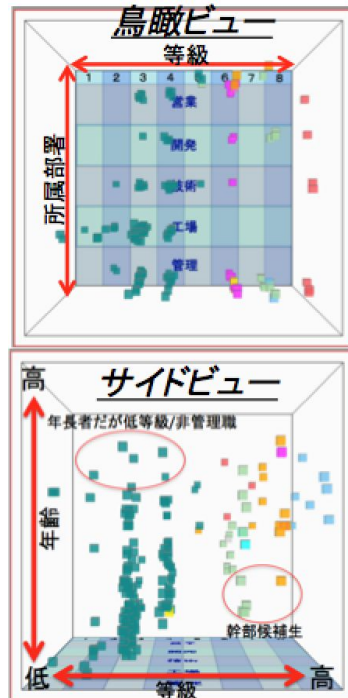 鳥瞰ビュー
等級
1 2 3 4 6 7 8
所属部署
営業
開発
技術
工場
管理
サイドビュー
高
年長者だが低等級/非管理職
年齢
幹部候補生
低
等級
高